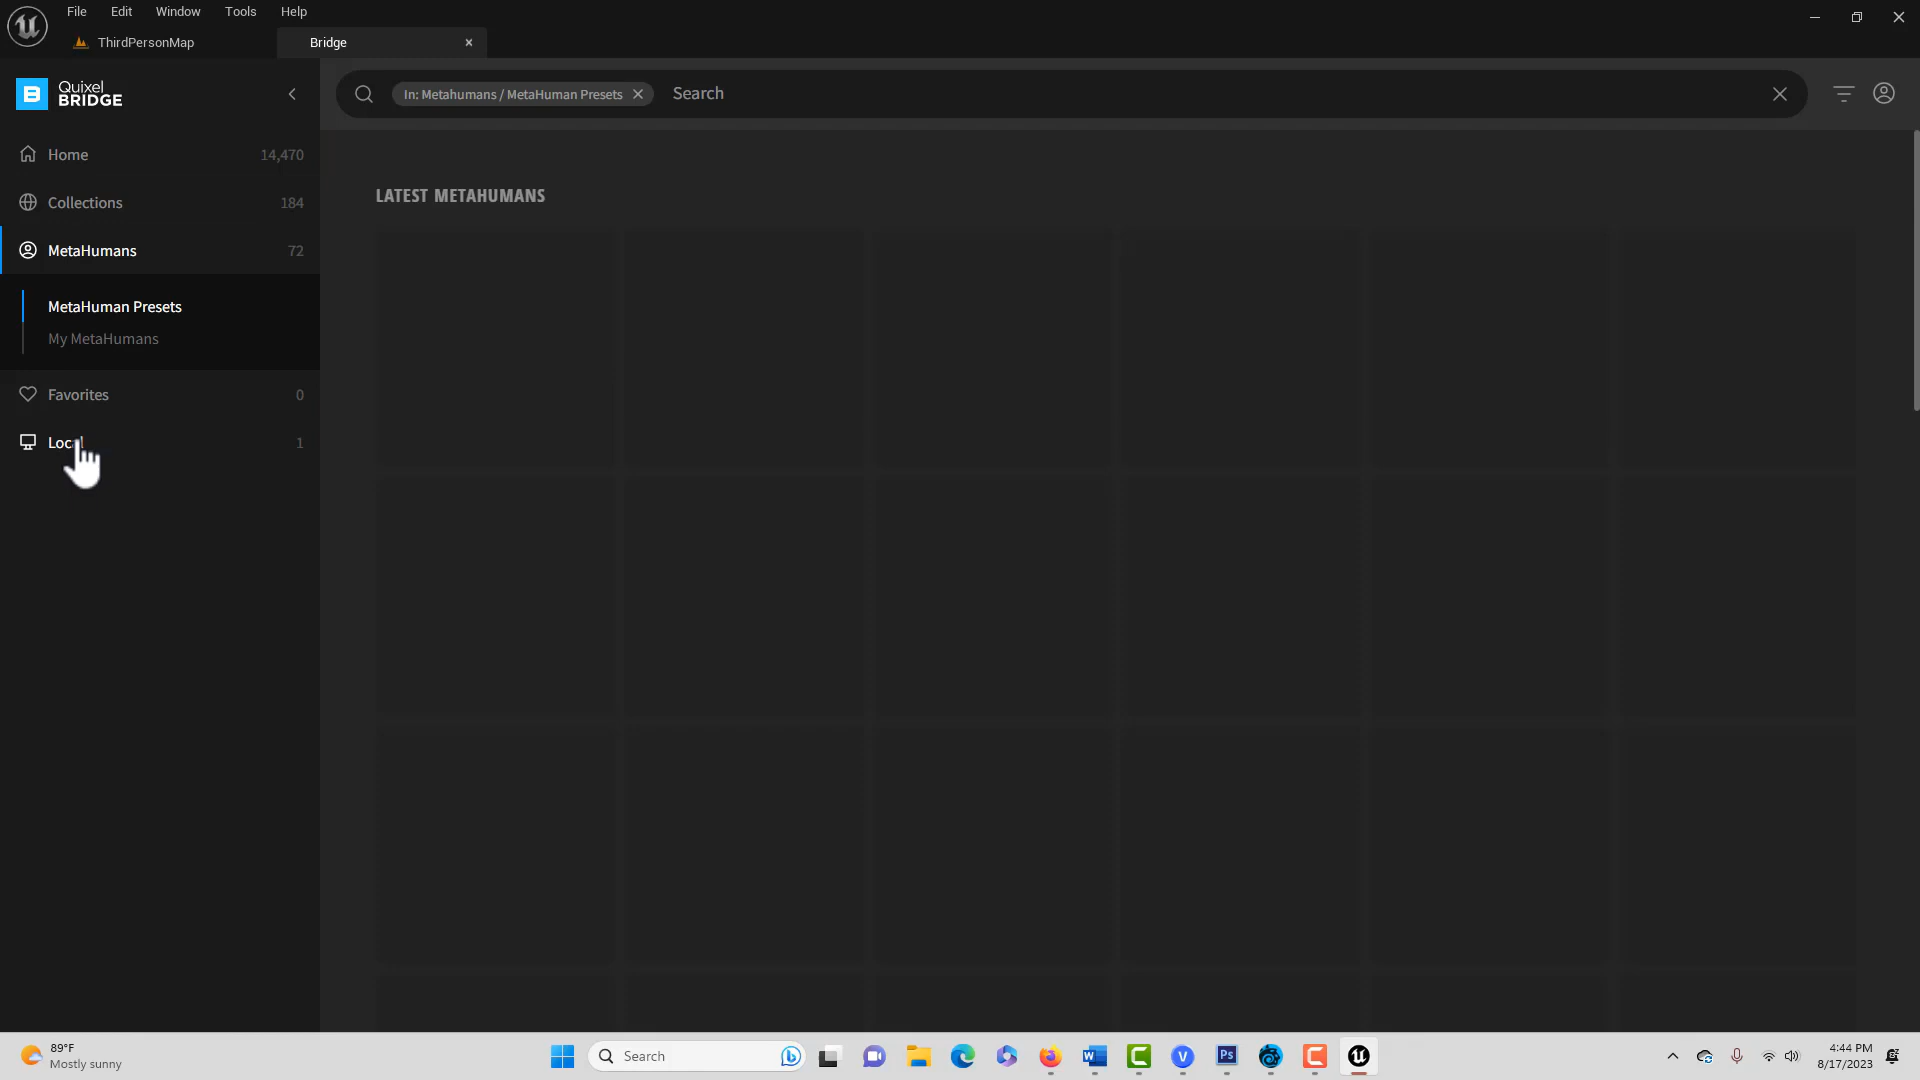 File Edit Window Tools Help
ThirdPersonMap Bridge
Quixel
BRIDGE
In: Metahumans / MetaHuman Presets Search
Home 14,470
Collections 184
MetaHumans 72
MetaHuman Presets
My MetaHumans
Favorites 0
Local 1
LATEST METAHUMANS
89°F
Mostly sunny
Search
4:44 PM
8/17/2023